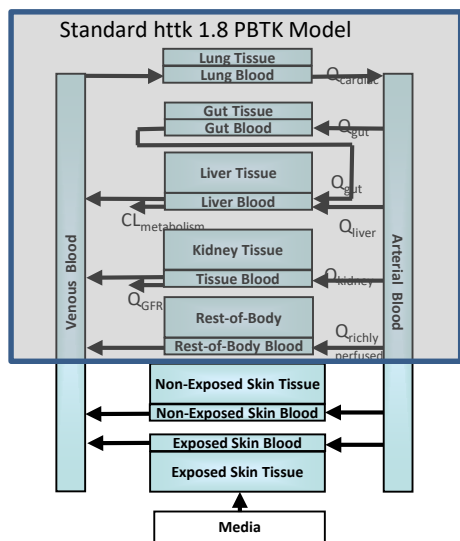 Standard httk 1.8 PBTK Model
Lung Tissue
Lung Blood
Qcardiac
Gut Tissue
Gut Blood
Qgut
Liver Tissue
Qgut
Liver Blood
CLmetabolism
Qliver
Kidney Tissue
Tissue Blood
Qkidney
QGFR
Rest-of-Body
Qrichly
perfused
Rest-of-Body Blood
Venous Blood
Arterial Blood
Non-Exposed Skin Tissue
Non-Exposed Skin Blood
Exposed Skin Blood
Exposed Skin Tissue
Media